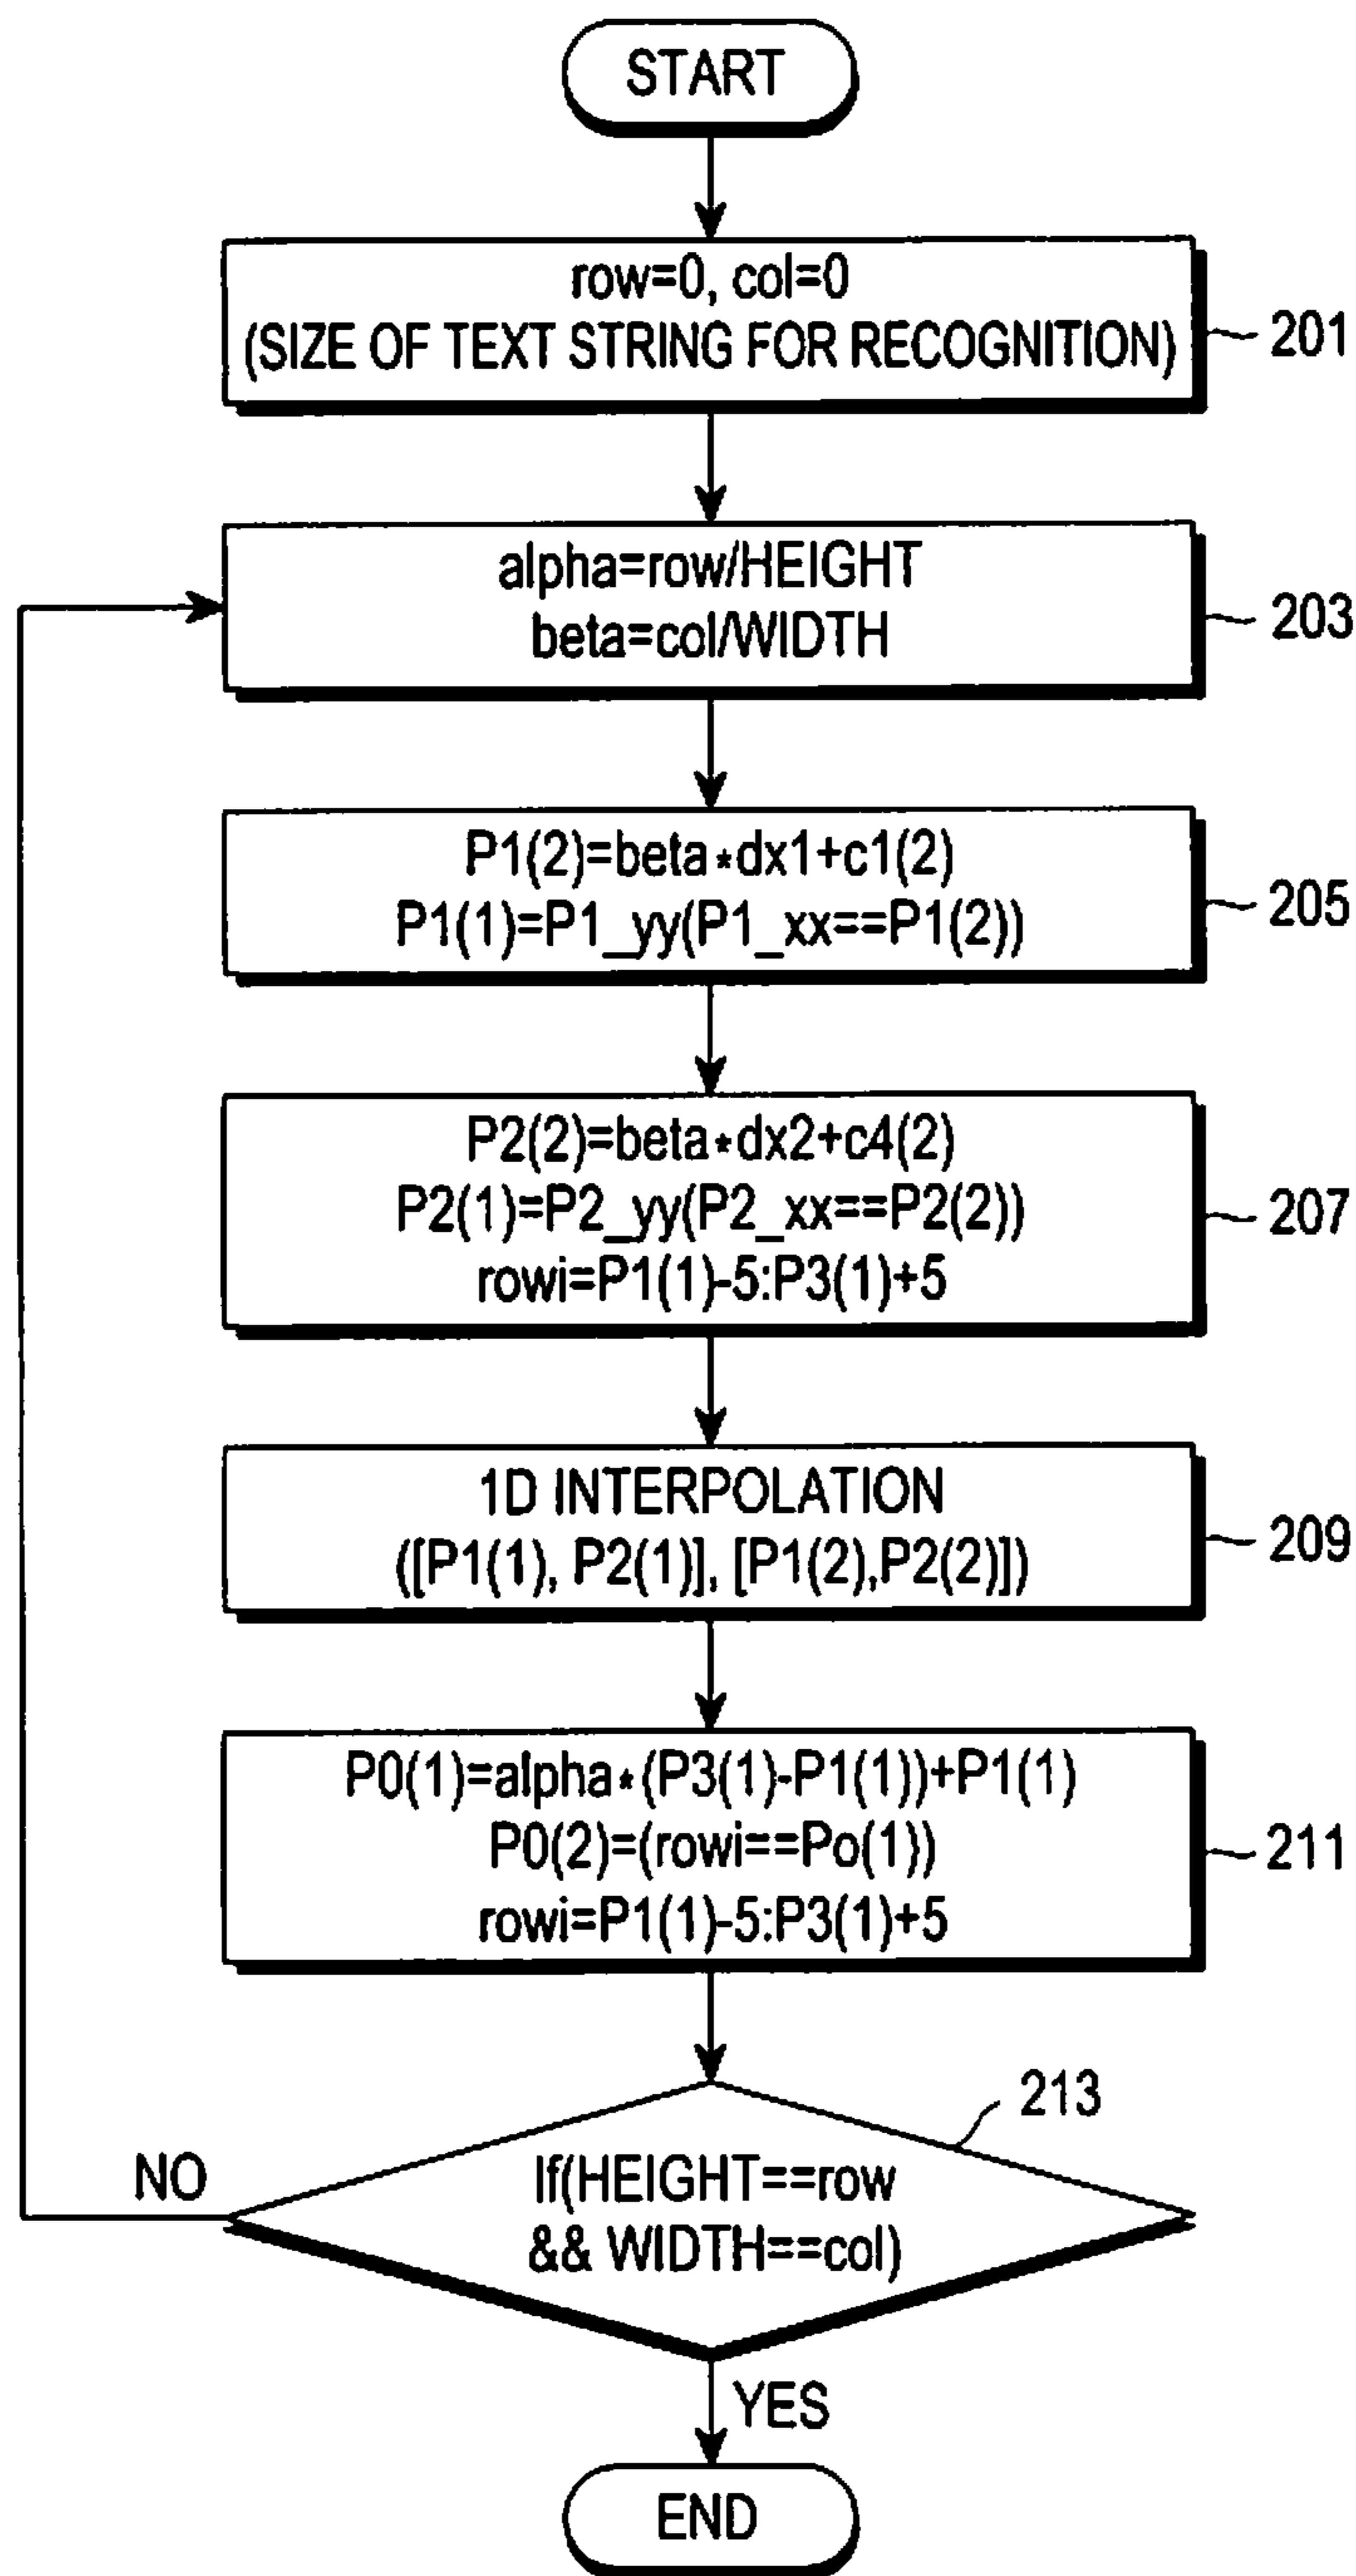 START
row=0, col=0
(SIZE OF TEXT STRING FOR RECOGNITION)
201
alpha=row/HEIGHT
beta=col/WIDTH
203
P1(2)=beta*dx1+c1(2)
P1(1)=P1_yy(P1_xx==P1(2))
205
P2(2)=beta*dx2+c4(2)
P2(1)=P2_yy(P2_xx==P2(2))
rowi=P1(1)-5:P3(1)+5
207
1D INTERPOLATION
([P1(1), P2(1)], [P1(2),P2(2)])
209
P0(1)=alpha*(P3(1)-P1(1))+P1(1)
P0(2)=(rowi==Po(1))
rowi=P1(1)-5:P3(1)+5
211
213
If(HEIGHT==row
&& WIDTH==col)
NO
YES
END